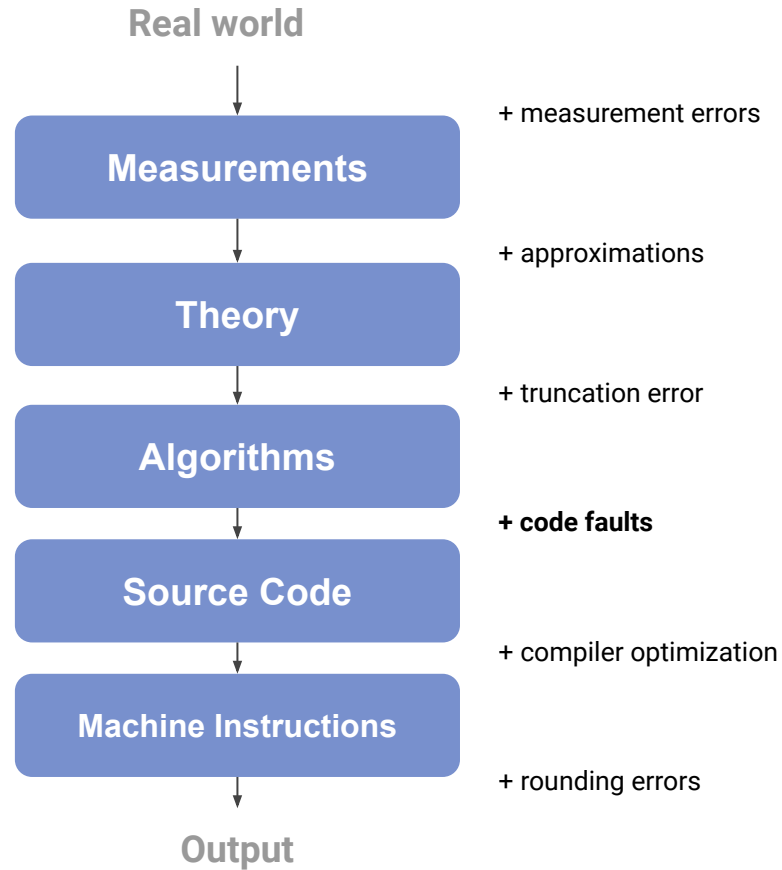 Real world
+ measurement errors
Measurements
+ approximations
Theory
+ truncation error
Algorithms
+ code faults
Source Code
+ compiler optimization
Machine Instructions
+ rounding errors
Output